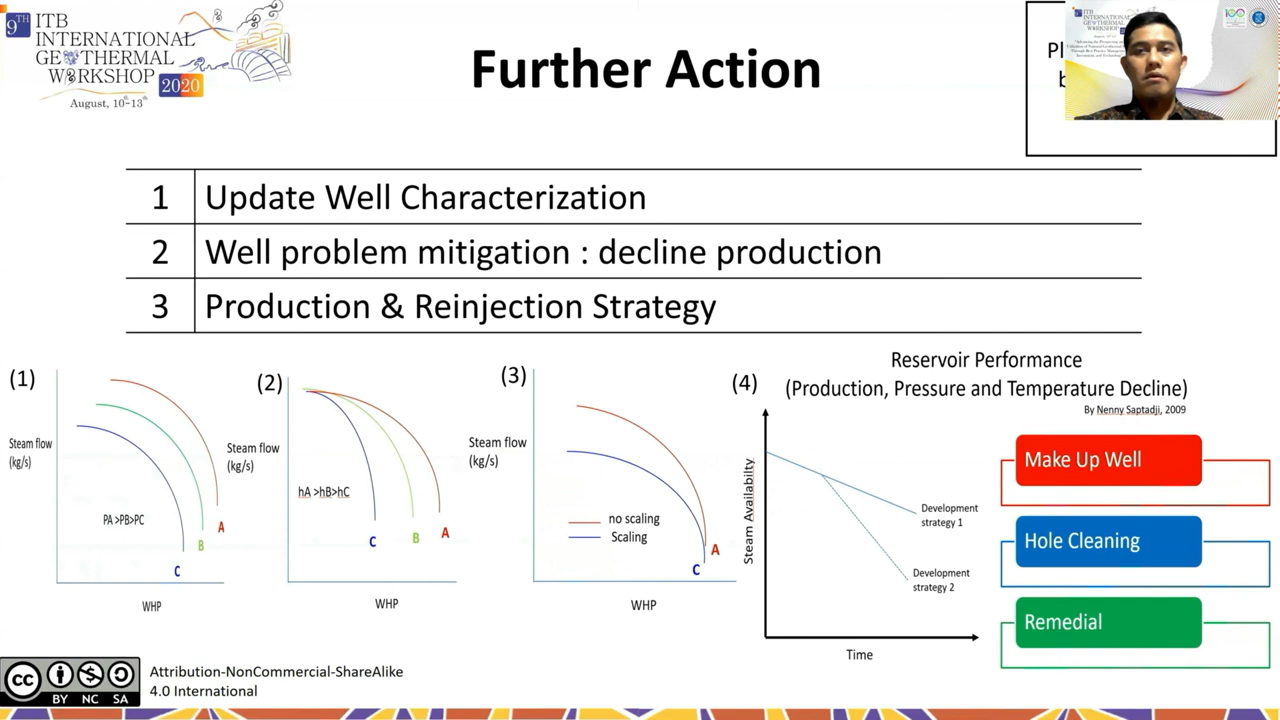 9TH
ITB
INTERNATIONAL
GEOTHERMAL
WORKSHOP
2020
August, 10th-13th
Further Action
1 Update Well Characterization
2 Well problem mitigation : decline production
3 Production & Reinjection Strategy
(1)
Steam flow
(kg/s)
PA >PB>PC
A
B
C
WHP
(2)
Steam flow
(kg/s)
hA >hB>hC
C
B
A
WHP
(3)
Steam flow
(kg/s)
no scaling
Scaling
A
C
WHP
(4)
Reservoir Performance
(Production, Pressure and Temperature Decline)
By Nenny Saptadji, 2009
Steam Availabilty
Development
strategy 1
Development
strategy 2
Time
Make Up Well
Hole Cleaning
Remedial
cc
BY NC SA
Attribution-NonCommercial-ShareAlike
4.0 International